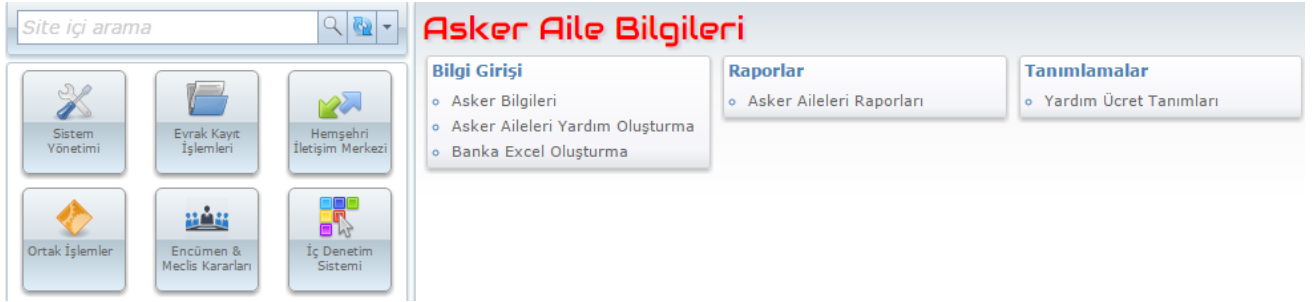 Site içi arama
Sistem
Yönetimi
Evrak Kayıt
İşlemleri
Hemşehri
İletişim Merkezi
Ortak İşlemler
Encümen &
Meclis Kararları
İç Denetim
Sistemi
Asker Aile Bilgileri
Bilgi Girişi
Asker Bilgileri
Asker Aileleri Yardım Oluşturma
Banka Excel Oluşturma
Raporlar
Asker Aileleri Raporları
Tanımlamalar
Yardım Ücret Tanımları